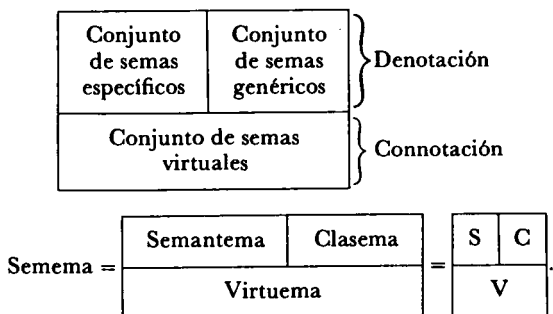 Conjunto Conjunto
de semas de semas
específicos genéricos
Denotación
Conjunto de semas
virtuales
Connotación
Semema = Semantema Clasema = S C .
Virtuema V